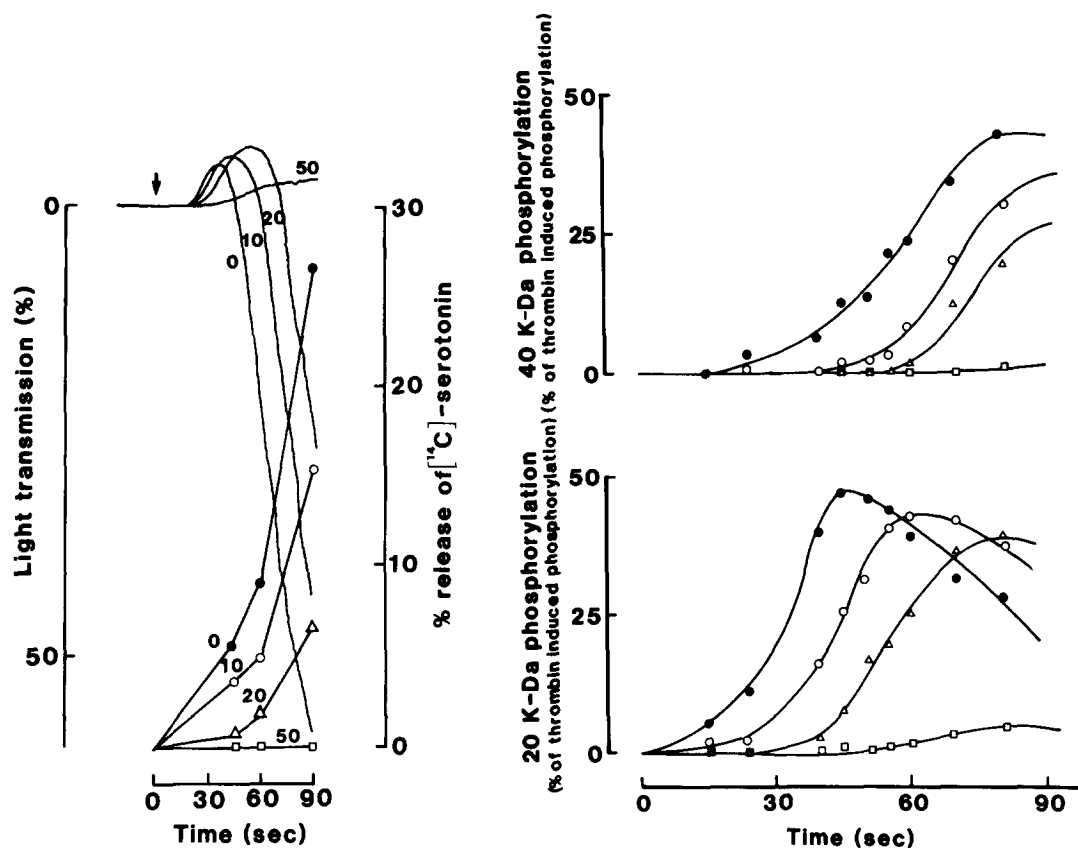 Light transmission (%)
0
50
50
20
10
0
0
10
20
50
30
20
10
0
% release of [¹⁴C]-serotonin
0 30 60 90
Time (sec)
40 K-Da phosphorylation
(% of thrombin induced phosphorylation)
50
25
0
20 K-Da phosphorylation
(% of thrombin induced phosphorylation)
50
25
0
0 30 60 90
Time (sec)